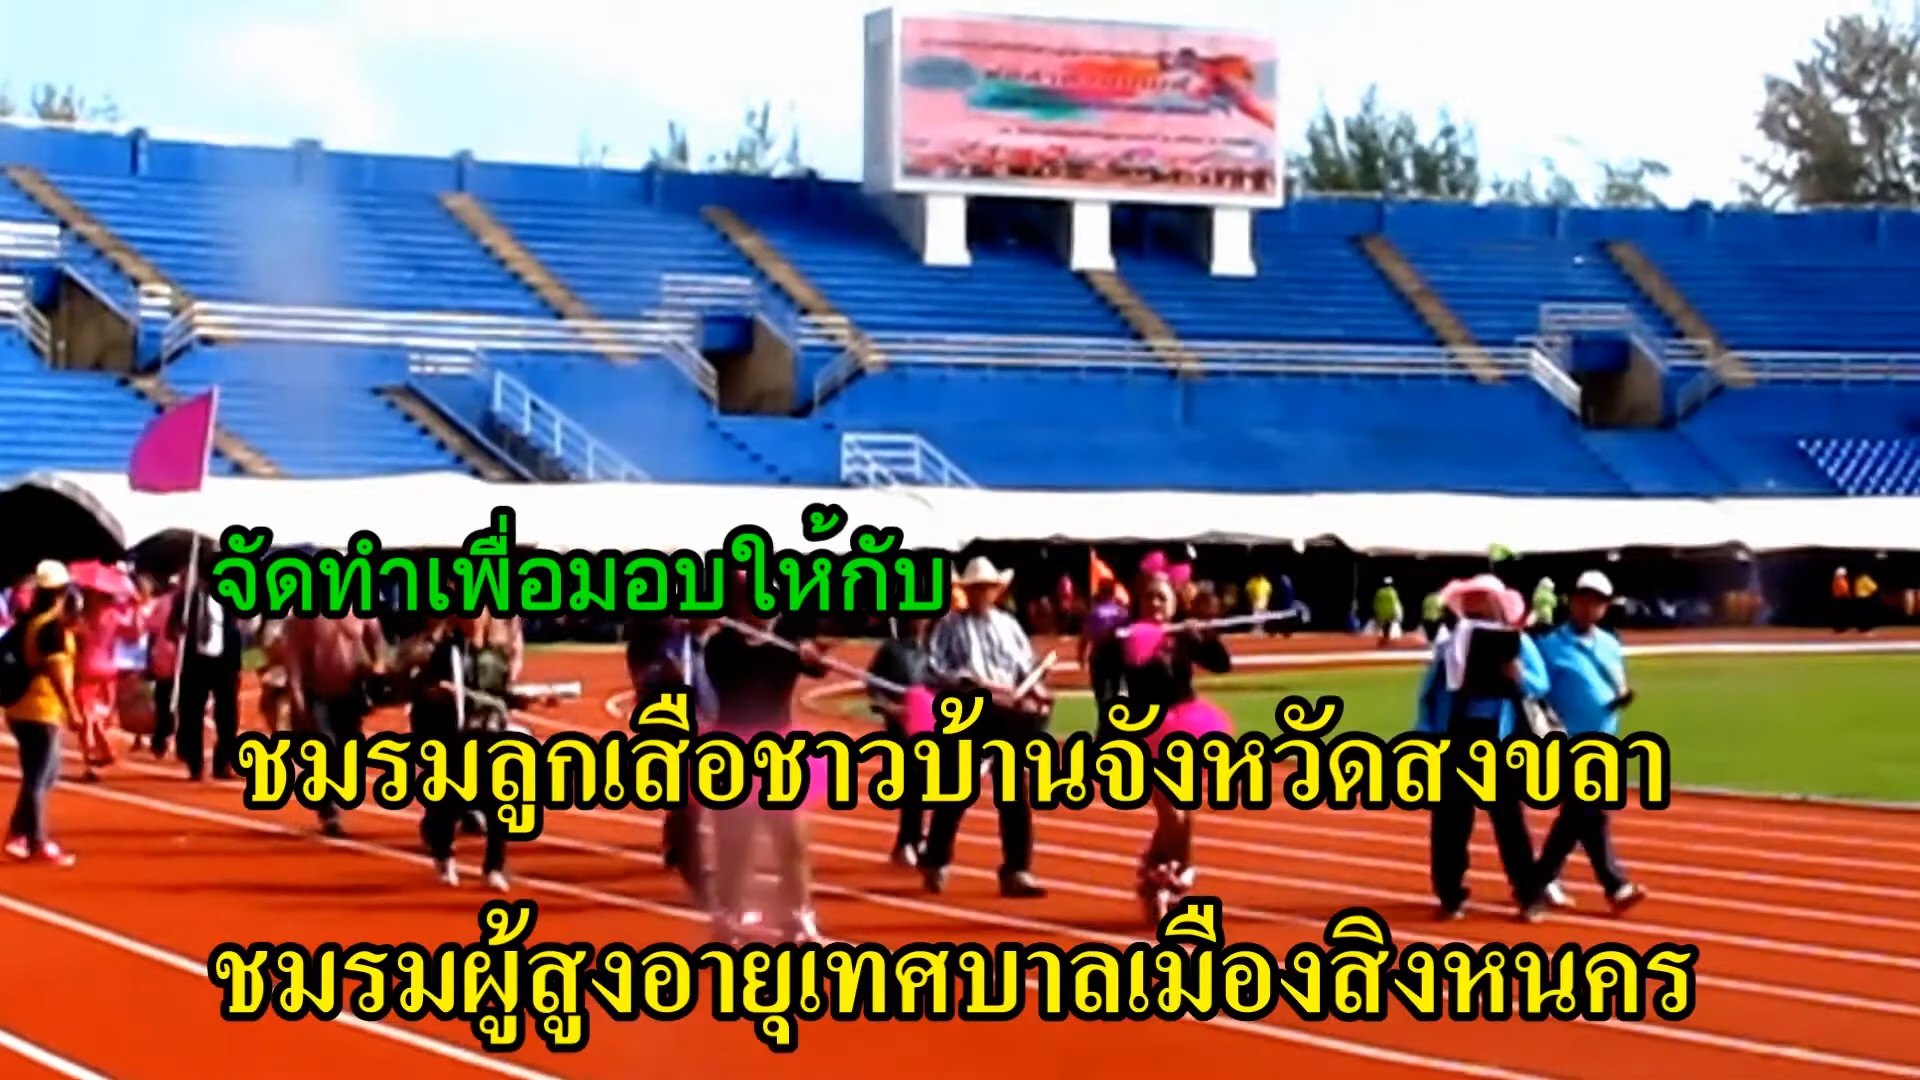 จัดทำเพื่อมอบให้กับ
ชมรมลูกเสือชาวบ้านจังหวัดสงขลา
ชมรมผู้สูงอายุเทศบาลเมืองสิงหนคร